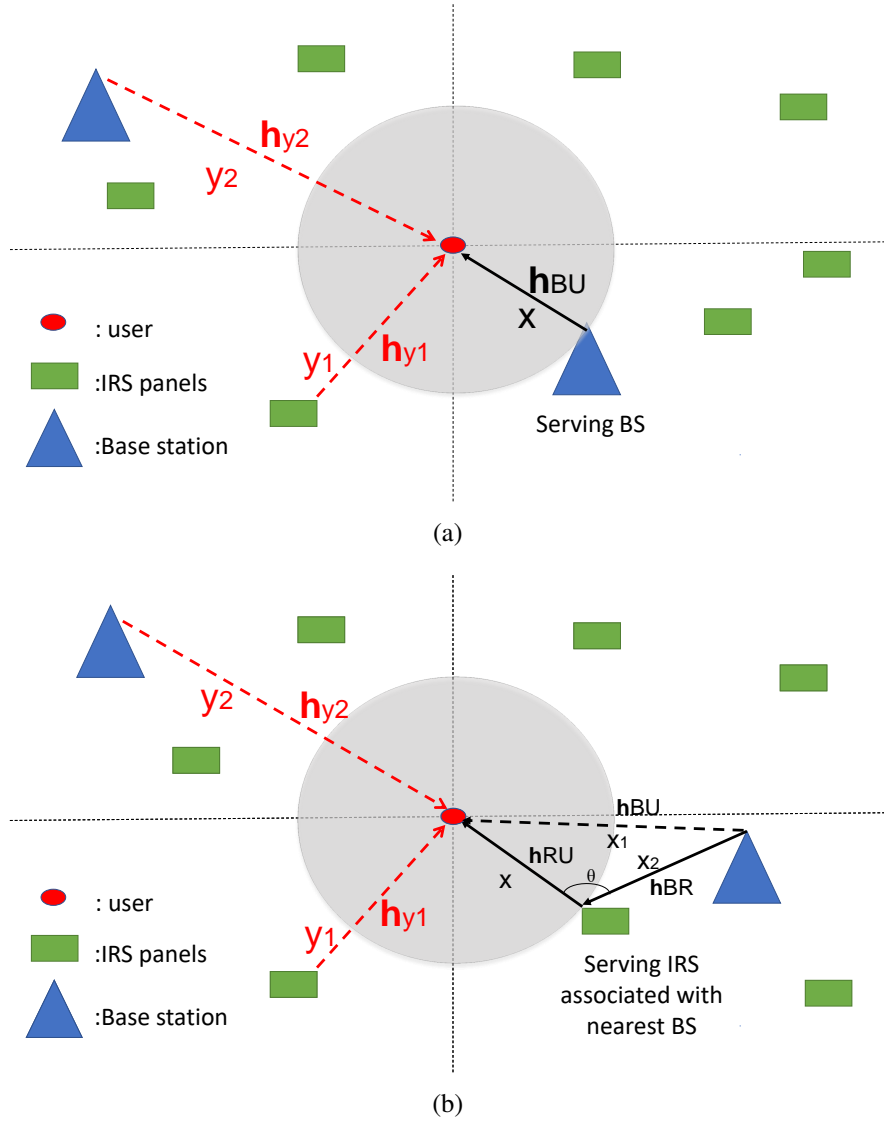 hy2
y2
hBU
x
: user
y1
hy1
:IRS panels
:Base station
Serving BS
(a)
y2
hy2
hBU
x1
hRU
x2
θ
x
hBR
: user
y1
hy1
:IRS panels
Serving IRS
associated with
nearest BS
:Base station
(b)